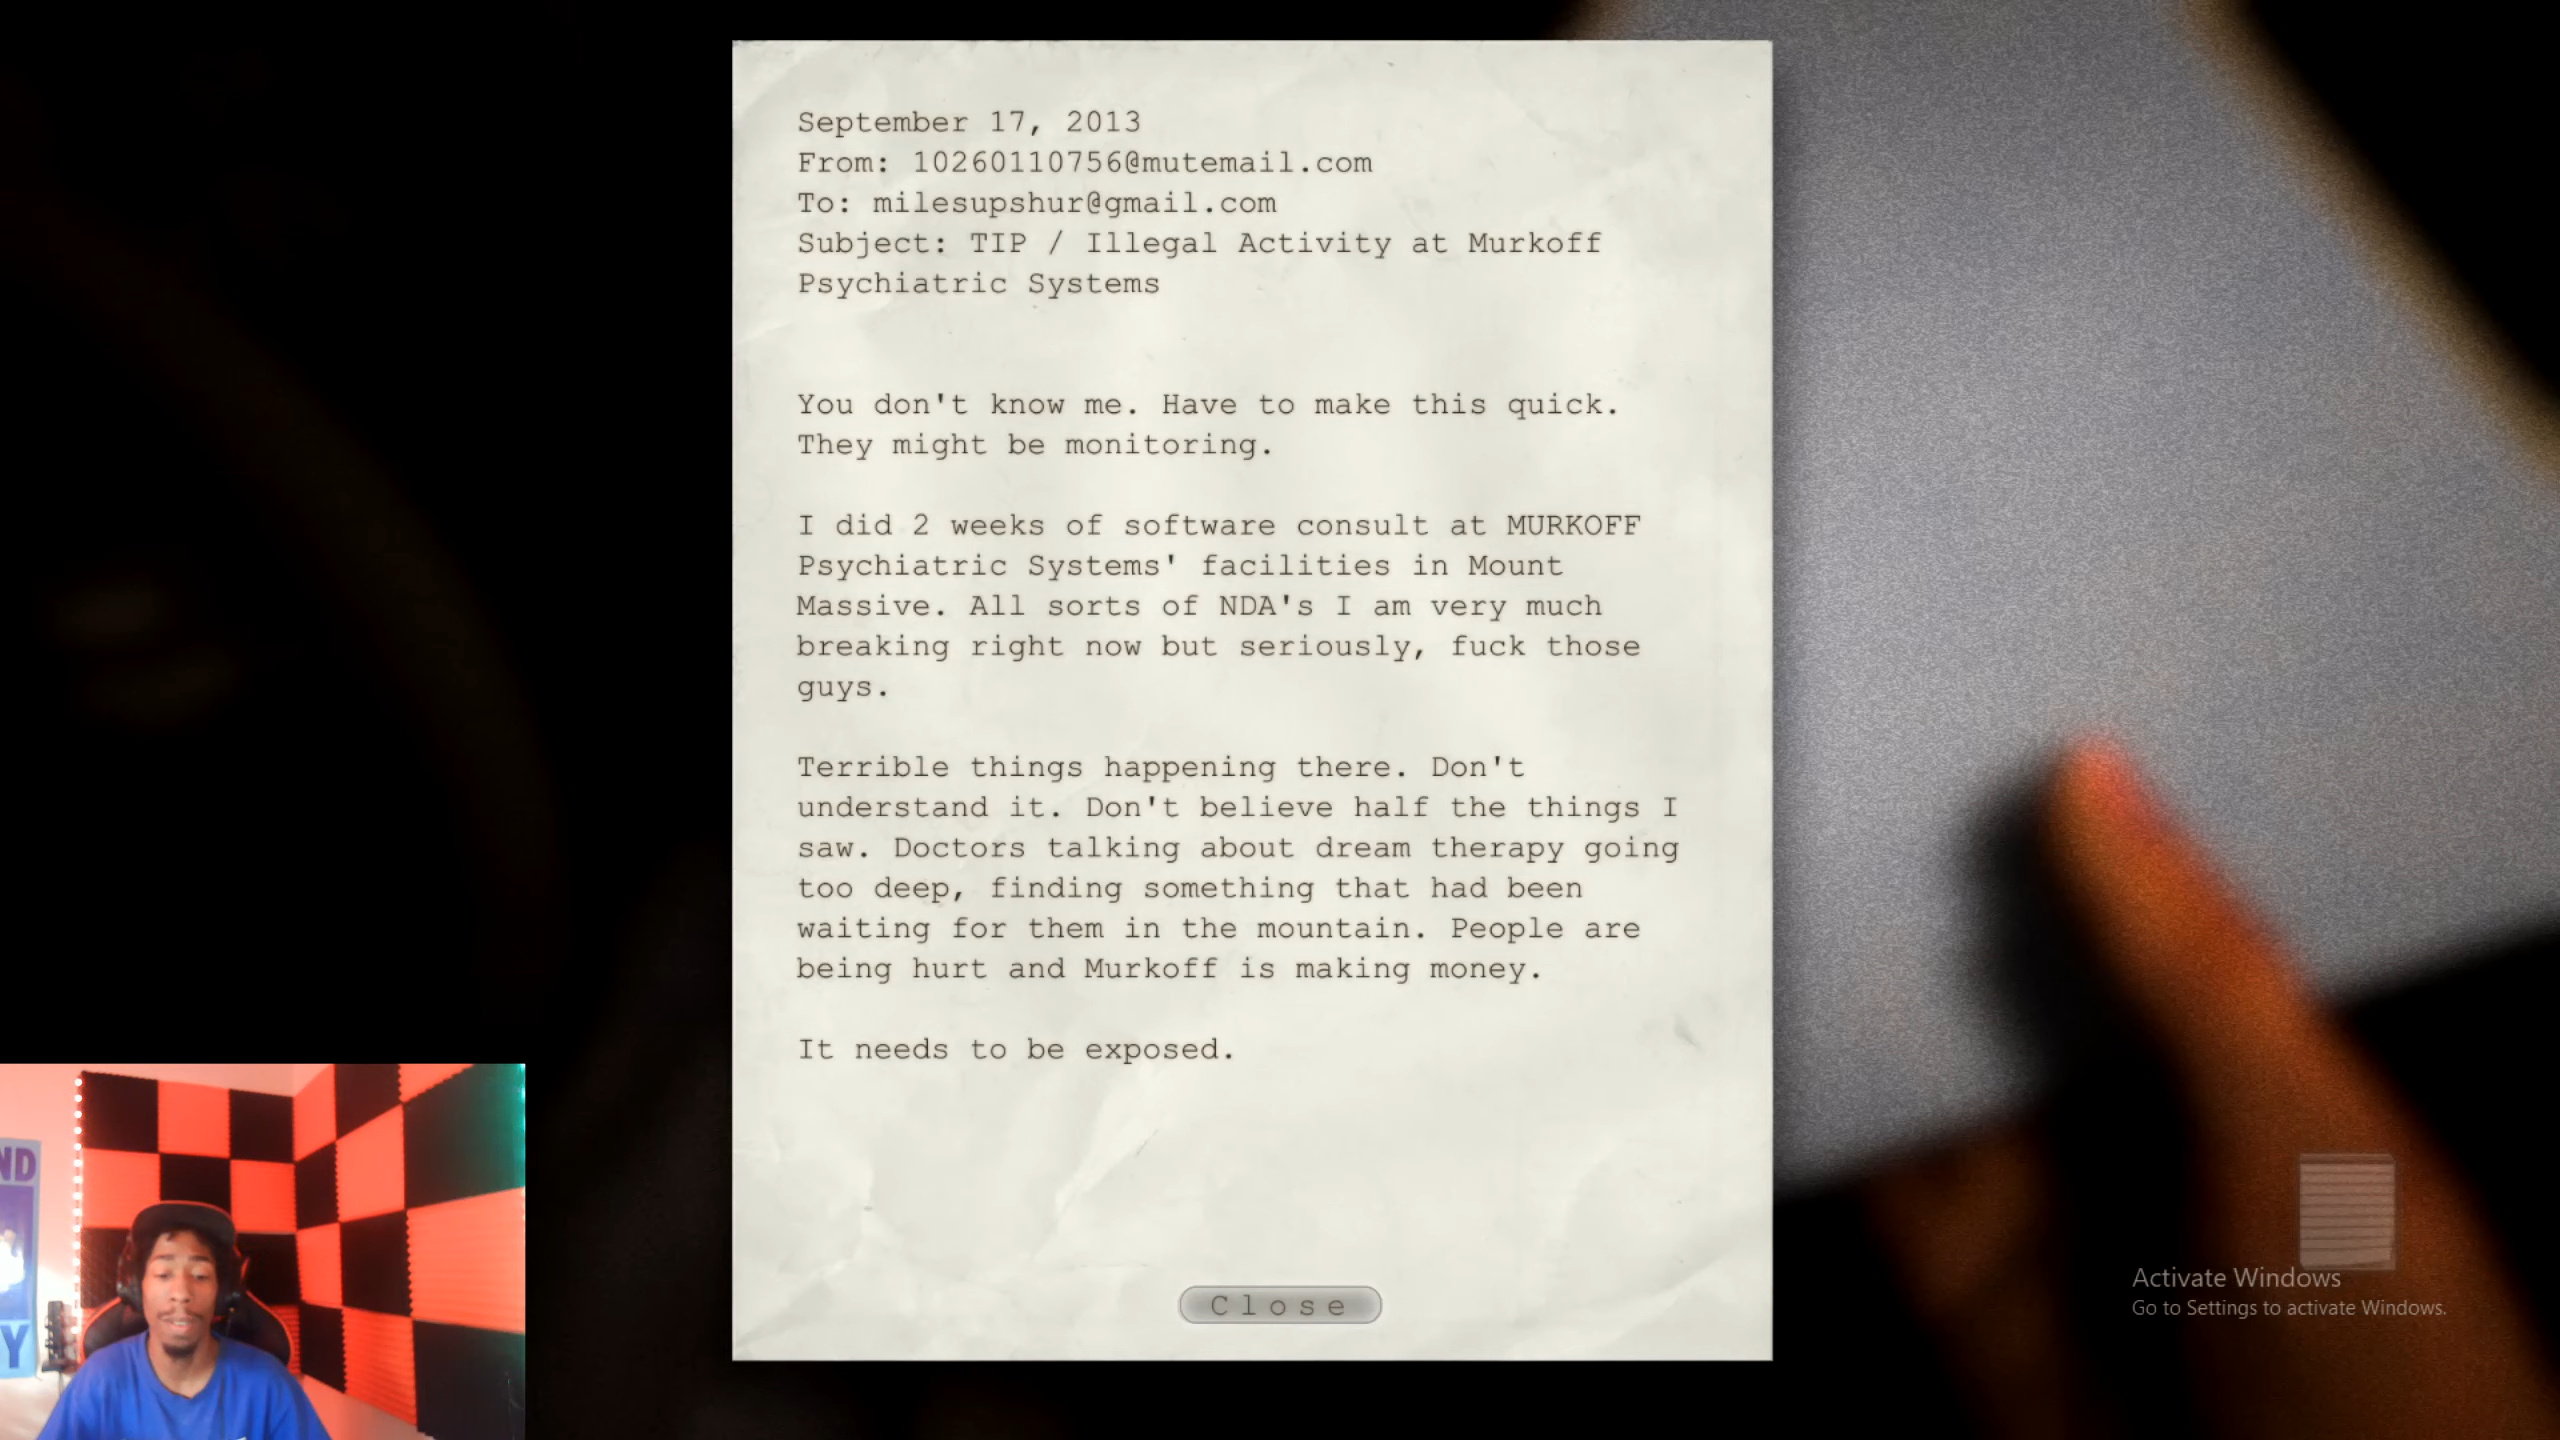 September 17, 2013
From: 10260110756@mutemail.com
To: milesupshur@gmail.com
Subject: TIP / Illegal Activity at Murkoff
Psychiatric Systems
You don't know me. Have to make this quick.
They might be monitoring.
I did 2 weeks of software consult at MURKOFF
Psychiatric Systems' facilities in Mount
Massive. All sorts of NDA's I am very much
breaking right now but seriously, fuck those
guys.
Terrible things happening there. Don't
understand it. Don't believe half the things I
saw. Doctors talking about dream therapy going
too deep, finding something that had been
waiting for them in the mountain. People are
being hurt and Murkoff is making money.
It needs to be exposed.
Close
ND
Y
Activate Windows
Go to Settings to activate Windows.